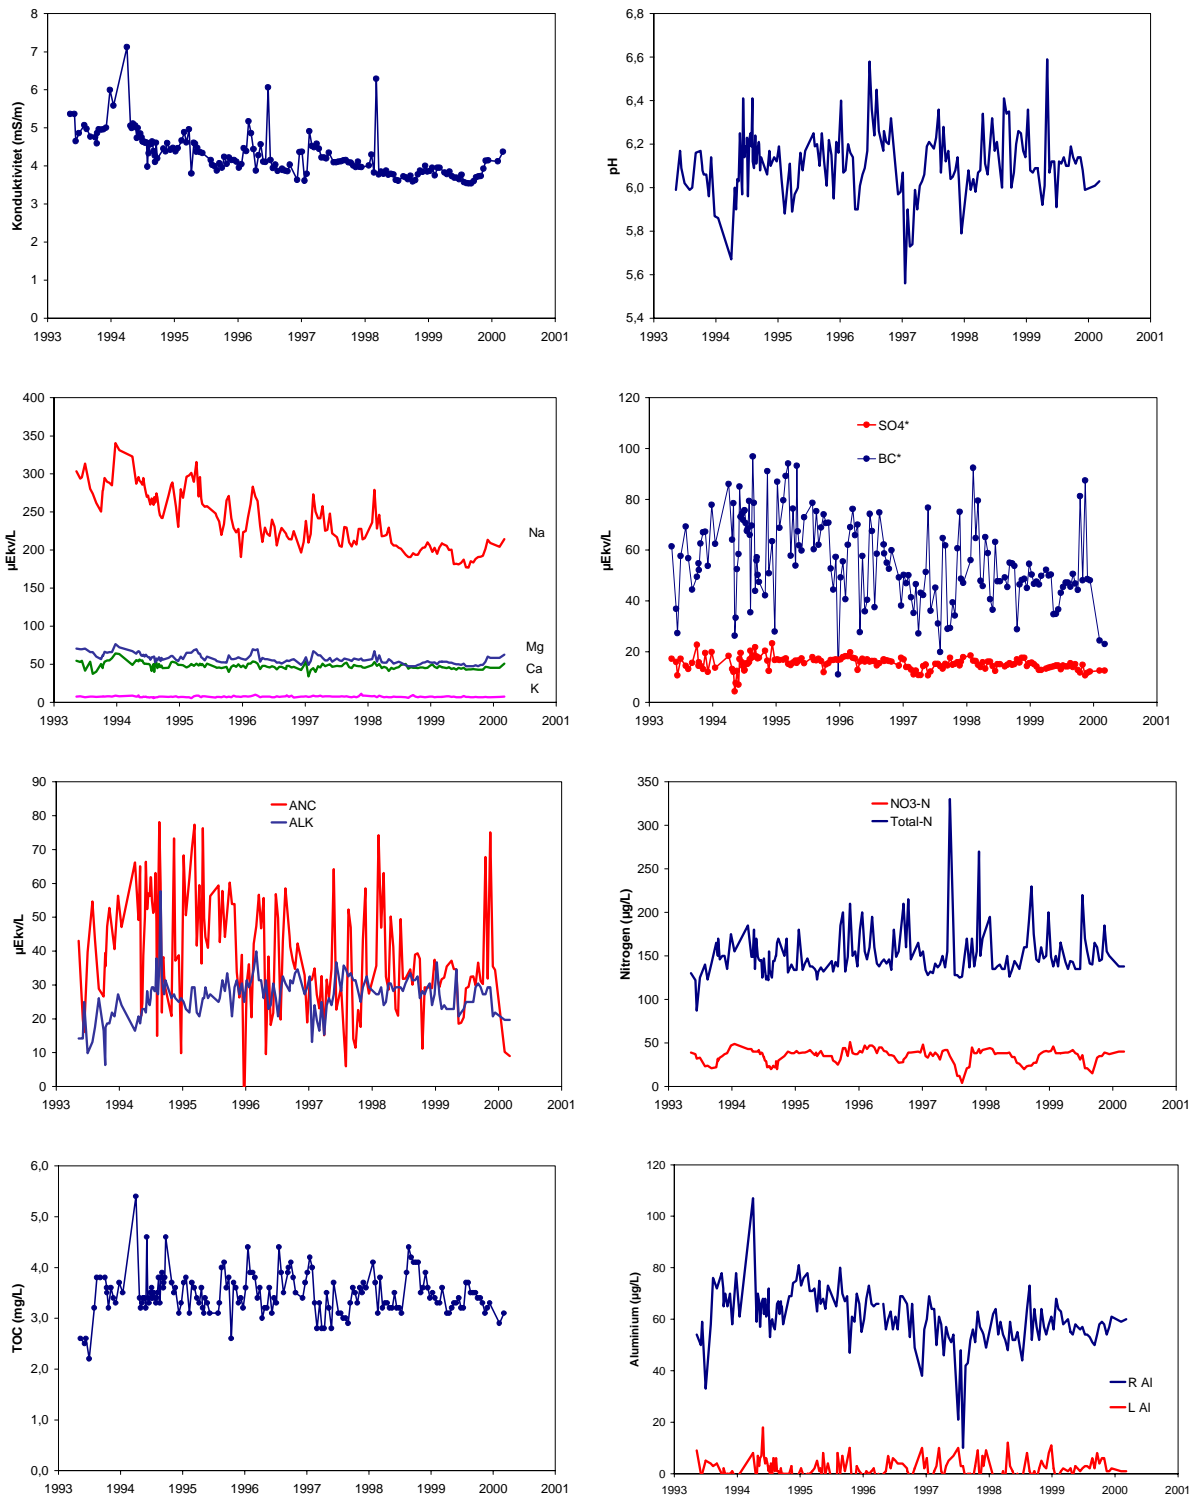 Konduktivitet (mS/m)
8
7
6
5
4
3
2
1
0
1993 1994 1995 1996 1997 1998 1999 2000 2001
pH
6,8
6,6
6,4
6,2
6,0
5,8
5,6
5,4
1993 1994 1995 1996 1997 1998 1999 2000 2001
µEkv/L
400
350
300
250
200
150
100
50
0
Na
Mg
Ca
K
1993 1994 1995 1996 1997 1998 1999 2000 2001
µEkv/L
120
100
80
60
40
20
0
SO4*
BC*
1993 1994 1995 1996 1997 1998 1999 2000 2001
µEkv/L
90
80
70
60
50
40
30
20
10
0
ANC
ALK
1993 1994 1995 1996 1997 1998 1999 2000 2001
Nitrogen (µg/L)
350
300
250
200
150
100
50
0
NO3-N
Total-N
1993 1994 1995 1996 1997 1998 1999 2000 2001
TOC (mg/L)
6,0
5,0
4,0
3,0
2,0
1,0
0,0
1993 1994 1995 1996 1997 1998 1999 2000 2001
Aluminium (µg/L)
120
100
80
60
40
20
0
R Al
L Al
1993 1994 1995 1996 1997 1998 1999 2000 2001